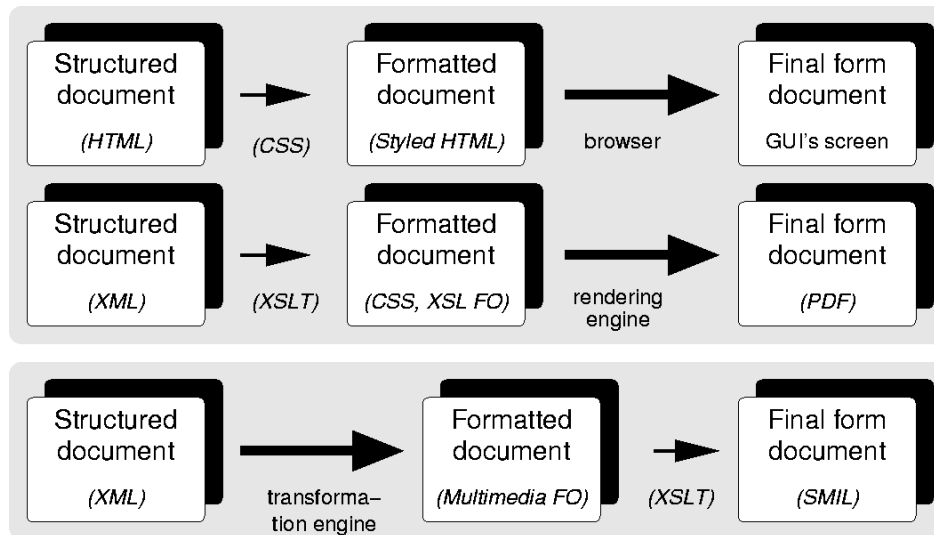 Structured
document
(HTML)
(CSS)
Formatted
document
(Styled HTML)
browser
Final form
document
GUI's screen
Structured
document
(XML)
(XSLT)
Formatted
document
(CSS, XSL FO)
rendering
engine
Final form
document
(PDF)
Structured
document
(XML)
transforma–
tion engine
Formatted
document
(Multimedia FO)
(XSLT)
Final form
document
(SMIL)